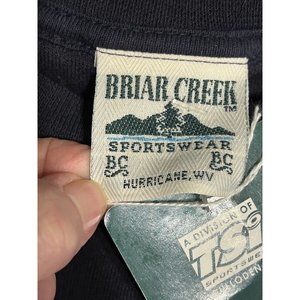 BRIAR CREEK
TM
SPORTSWEAR
BC BC
HURRICANE, WV
A DIVISION OF
TSI
SPORTSWEAR